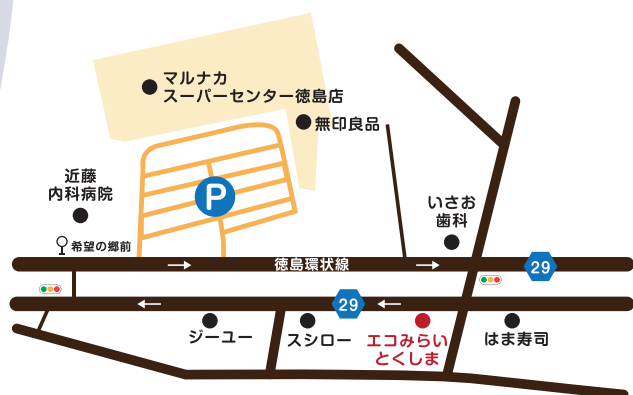 マルナカ
スーパーセンター徳島店
無印良品
P
近藤
内科病院
いさお
歯科
希望の郷前
徳島環状線
29
29
ジーユー
スシロー
エコみらい
とくしま
はま寿司